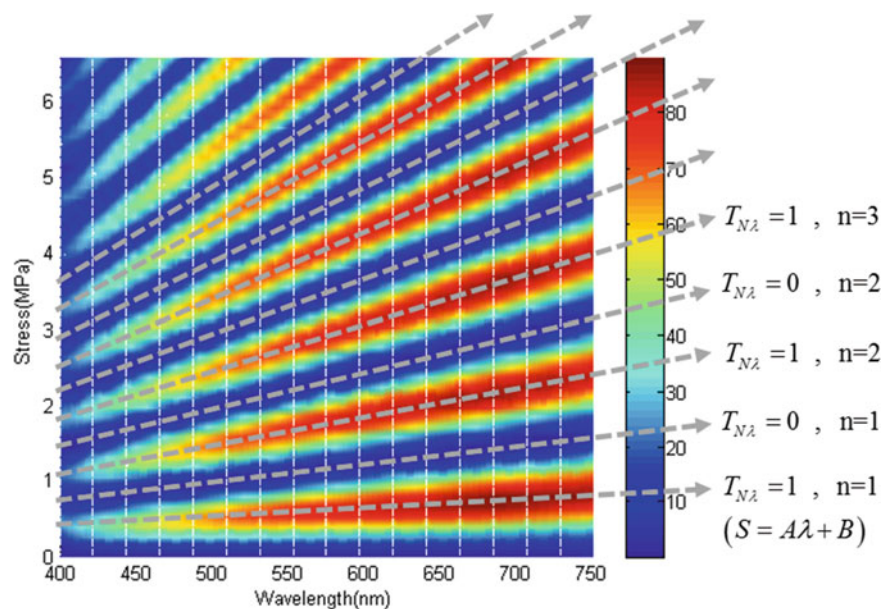 6
5
4
3
2
1
0
Stress(MPa)
400 450 500 550 600 650 700 750
Wavelength(nm)
80
70
60
50
40
30
20
10
T_{Nλ} = 1 , n=3
T_{Nλ} = 0 , n=2
T_{Nλ} = 1 , n=2
T_{Nλ} = 0 , n=1
T_{Nλ} = 1 , n=1
(S = Aλ + B)